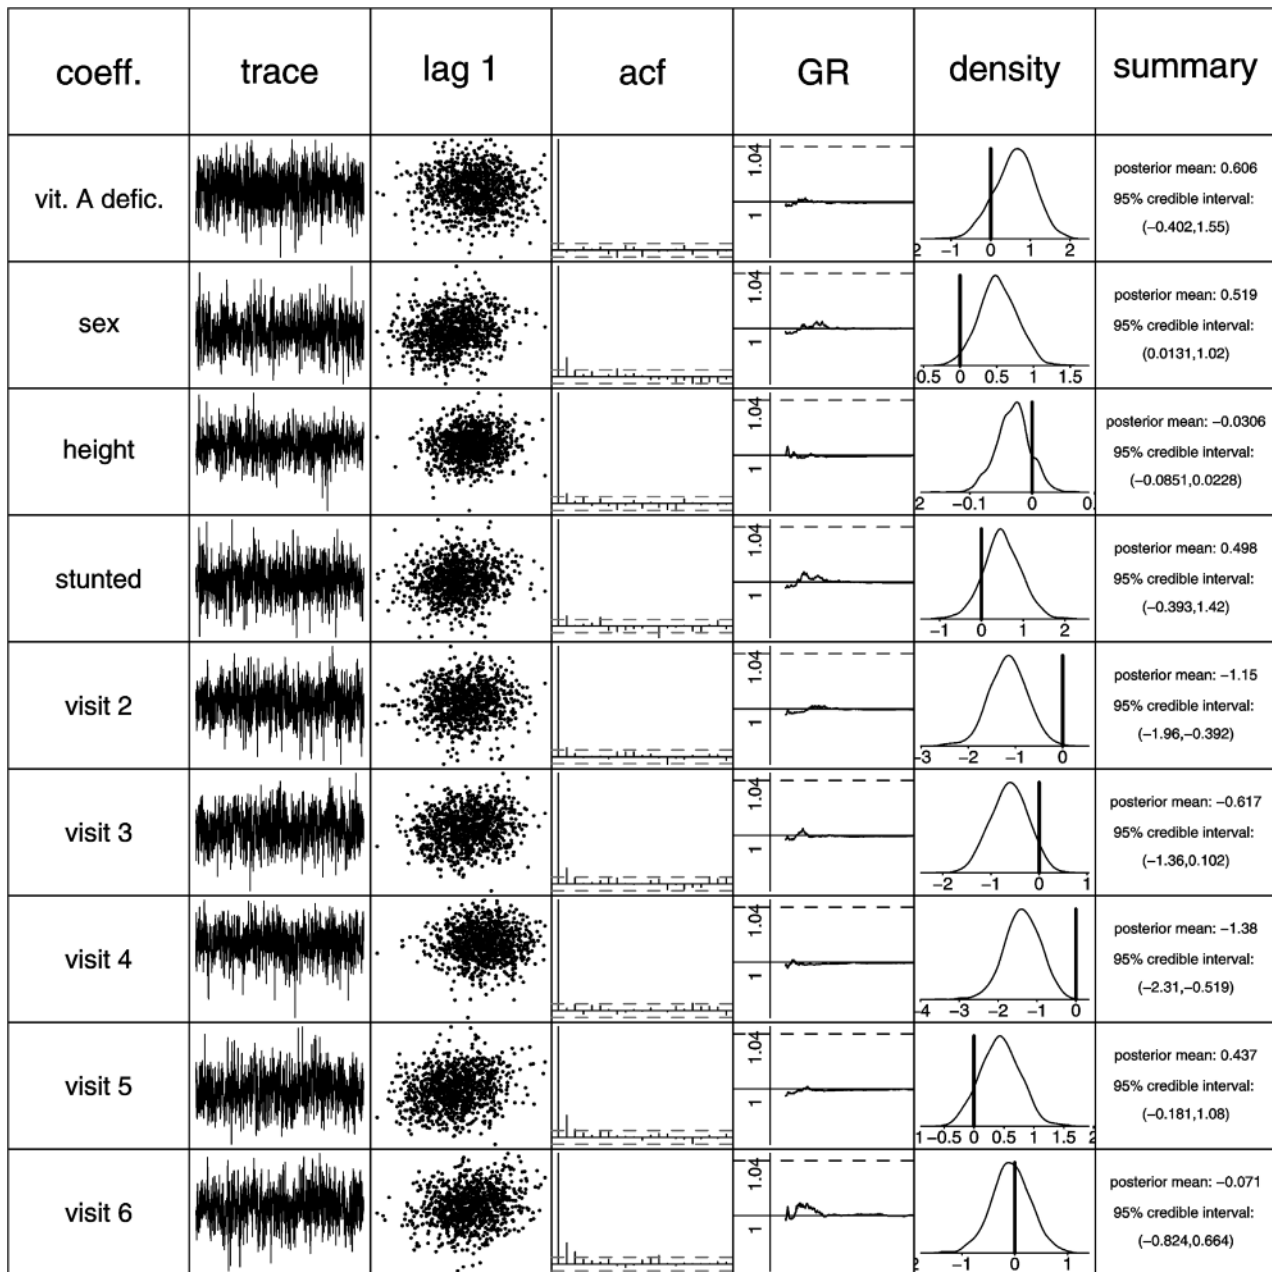 coeff. trace lag 1 acf GR density summary
vit. A defic. 1.04 1 2 −1 0 1 2 posterior mean: 0.606
95% credible interval:
(−0.402,1.55)
sex 1.04 1 0.5 0 0.5 1 1.5 posterior mean: 0.519
95% credible interval:
(0.0131,1.02)
height 1.04 1 2 −0.1 0 0. posterior mean: −0.0306
95% credible interval:
(−0.0851,0.0228)
stunted 1.04 1 −1 0 1 2 posterior mean: 0.498
95% credible interval:
(−0.393,1.42)
visit 2 1.04 1 −3 −2 −1 0 posterior mean: −1.15
95% credible interval:
(−1.96,−0.392)
visit 3 1.04 1 −2 −1 0 1 posterior mean: −0.617
95% credible interval:
(−1.36,0.102)
visit 4 1.04 1 −4 −3 −2 −1 0 posterior mean: −1.38
95% credible interval:
(−2.31,−0.519)
visit 5 1.04 1 1 −0.5 0 0.5 1 1.5 2 posterior mean: 0.437
95% credible interval:
(−0.181,1.08)
visit 6 1.04 1 2 −1 0 1 posterior mean: −0.071
95% credible interval:
(−0.824,0.664)